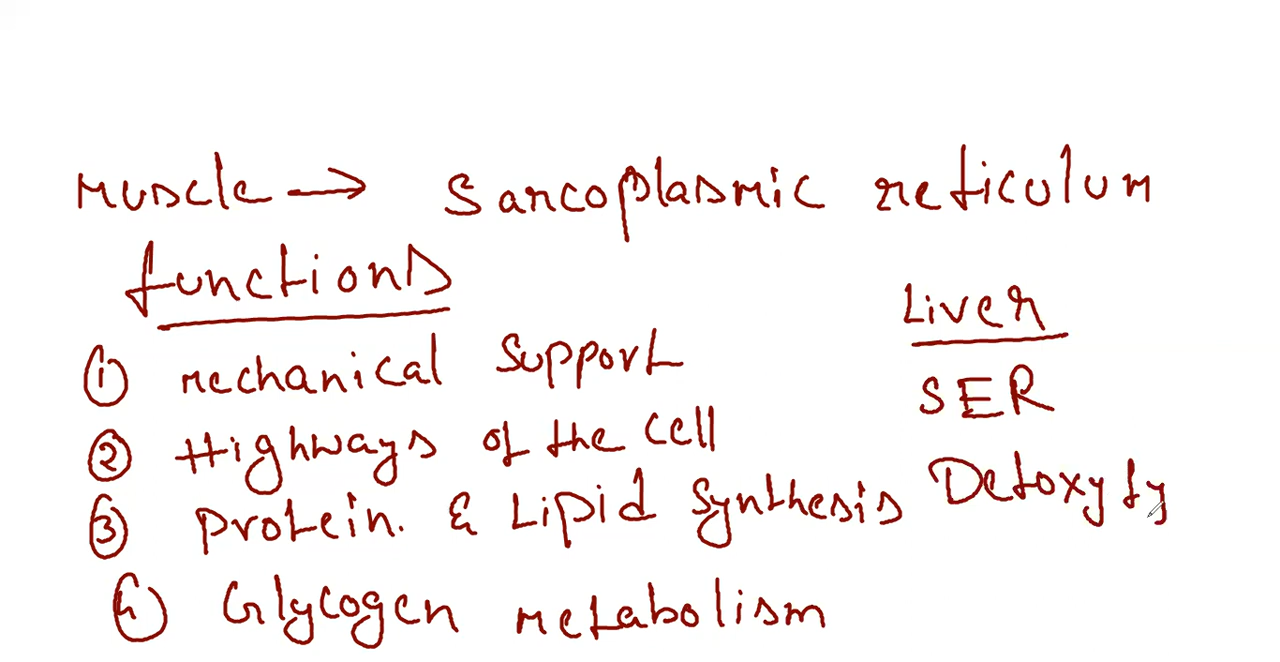 Muscle → Sarcoplasmic reticulum
functions
① mechanical support
② Highways of the cell
③ Protein. & Lipid synthesis
④ Glycogen metabolism
Liver
SER
Detoxyfy